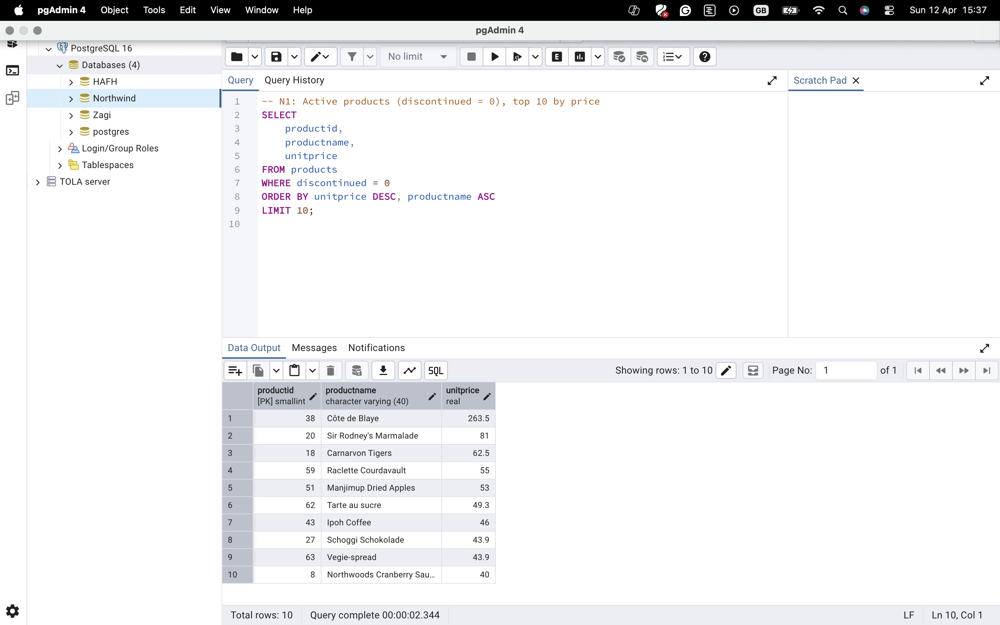 pgAdmin 4 Object Tools Edit View Window Help GB Sun 12 Apr 15:37
pgAdmin 4
PostgreSQL 16
Databases (4)
HAFH
Northwind
Zagi
postgres
Login/Group Roles
Tablespaces
TOLA server
No limit
E
Query Query History
Scratch Pad
1 -- N1: Active products (discontinued = 0), top 10 by price
2 SELECT
3 productid,
4 productname,
5 unitprice
6 FROM products
7 WHERE discontinued = 0
8 ORDER BY unitprice DESC, productname ASC
9 LIMIT 10;
10
Data Output Messages Notifications
SQL Showing rows: 1 to 10 Page No: 1 of 1
productid productname unitprice
[PK] smallint character varying (40) real
1 38 Côte de Blaye 263.5
2 20 Sir Rodney's Marmalade 81
3 18 Carnarvon Tigers 62.5
4 59 Raclette Courdavault 55
5 51 Manjimup Dried Apples 53
6 62 Tarte au sucre 49.3
7 43 Ipoh Coffee 46
8 27 Schoggi Schokolade 43.9
9 63 Vegie-spread 43.9
10 8 Northwoods Cranberry Sau... 40
Total rows: 10 Query complete 00:00:02.344 LF Ln 10, Col 1